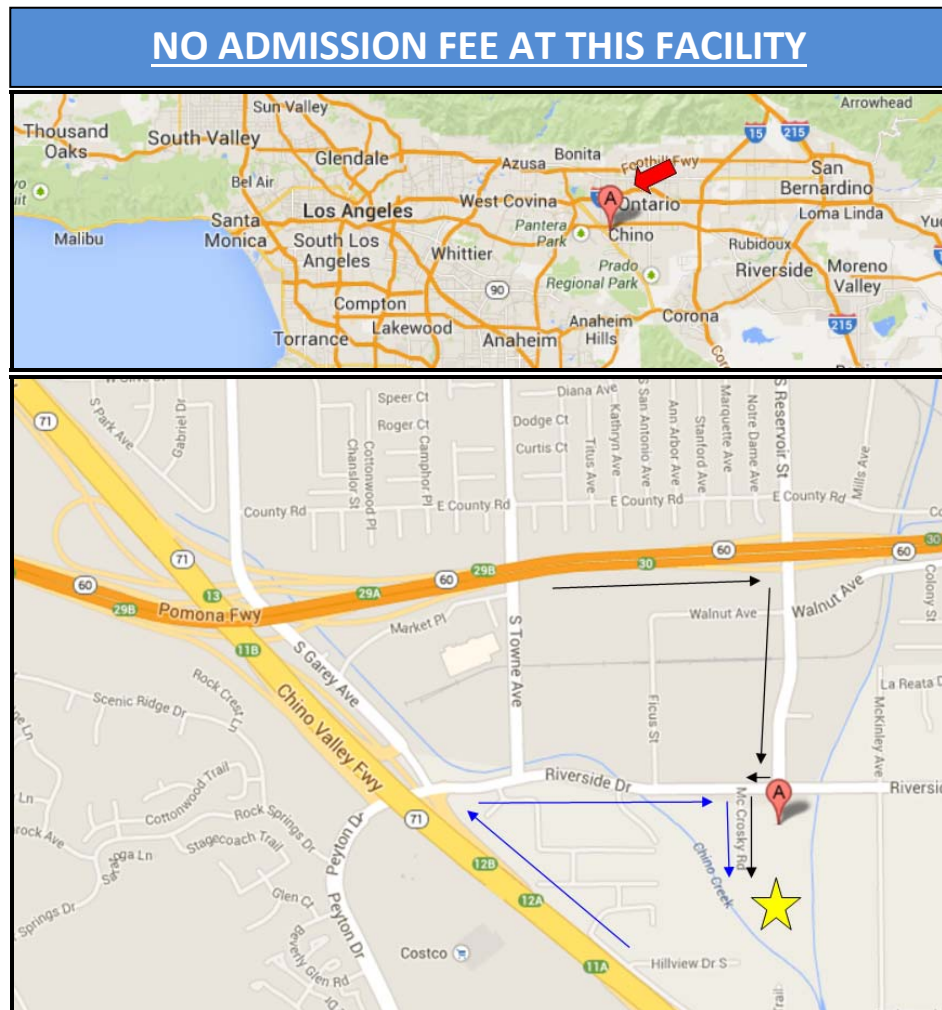 NO ADMISSION FEE AT THIS FACILITY
Arrowhead
Sun Valley
Thousand
Oaks
South Valley
15
215
Glendale
Azusa
Bonita
Foothill Fwy
San
Bernardino
Bel Air
West Covina
A
Ontario
Loma Linda
Santa
Monica
Los Angeles
Pantera
Park
Chino
Malibu
South Los
Angeles
Whittier
Rubidoux
Riverside
Moreno
Valley
Prado
Regional Park
90
Compton
Lakewood
Torrance
Anaheim
Anaheim
Hills
Corona
215
71
S Park Ave
Gabriel Dr
Speer Ct
Roger Ct
Chanslor St
Cottonwood Pl
Camphor Pl
Diana Ave
Dodge Ct
Curtis Ct
Titus Ave
Kathryn Ave
S San Antonio Ave
Ann Arbor Ave
Stanford Ave
Marquette Ave
Notre Dame Ave
S Reservoir St
Mills Ave
County Rd
E County Rd
E County Rd
E County Rd
71
60
60
60
60
30
29B
29A
29B
30
13
Pomona Fwy
11B
Market Pl
S Towne Ave
Walnut Ave
Walnut Ave
Colony St
S Garey Ave
Rock Crest Ln
Scenic Ridge Dr
La Reata D
Chino Valley Fwy
Ficus St
McKinley Ave
Riverside Dr
Riversid
A
Cottonwood Trail
Rock Springs Dr
Stagecoach Trail
Peyton Dr
71
Mc Crosky Rd
Chino Creek
12B
12A
Glen Ct
Beverly Glen Rd
Peyton Dr
Springs Dr
Costco
11A
Hillview Dr S